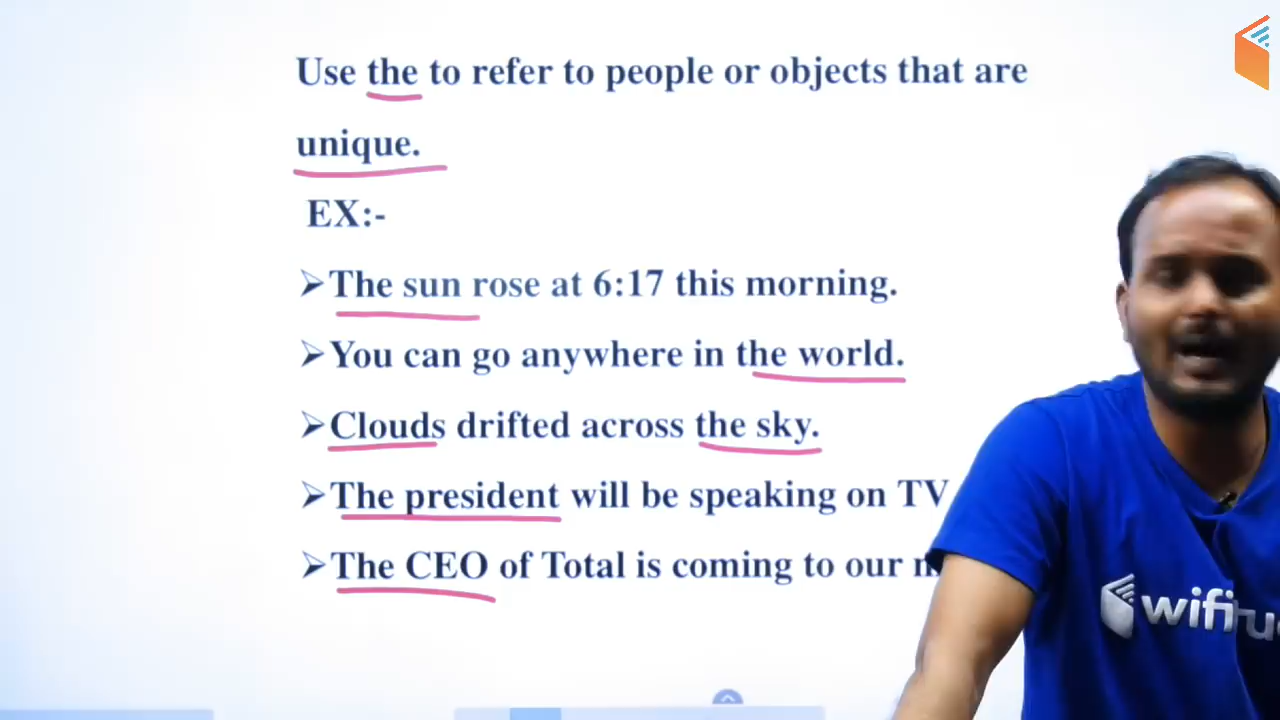 Use the to refer to people or objects that are
unique.
EX:-
➢The sun rose at 6:17 this morning.
➢You can go anywhere in the world.
➢Clouds drifted across the sky.
➢The president will be speaking on TV
➢The CEO of Total is coming to our